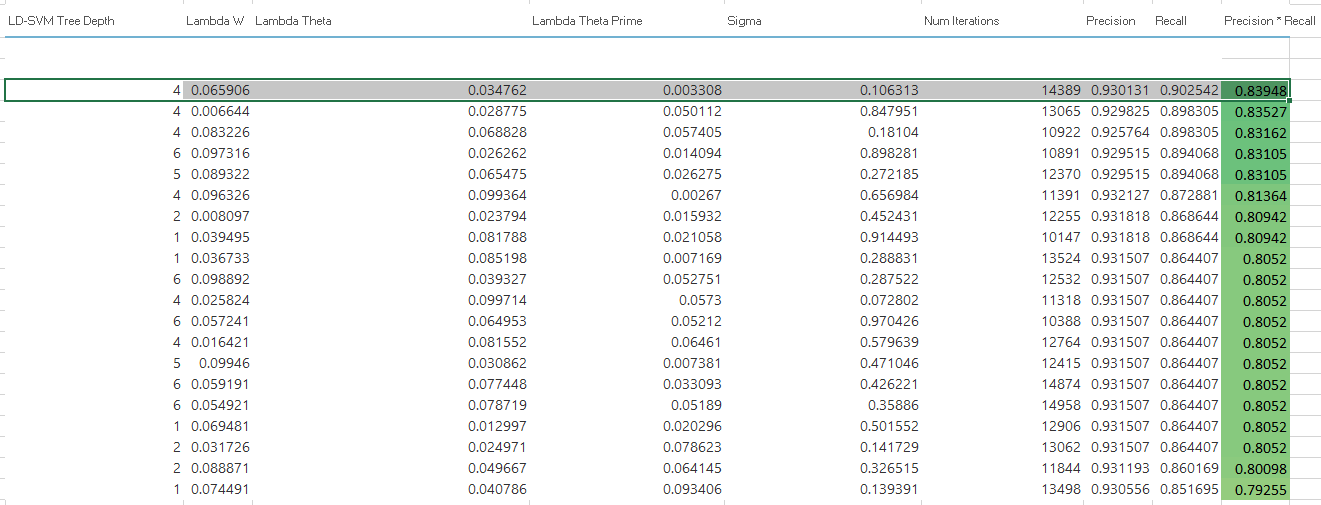 LD-SVM Tree Depth Lambda W Lambda Theta Lambda Theta Prime Sigma Num Iterations Precision Recall Precision * Recall
4 0.065906 0.034762 0.003308 0.106313 14389 0.930131 0.902542 0.83948
4 0.006644 0.028775 0.050112 0.847951 13065 0.929825 0.898305 0.83527
4 0.083226 0.068828 0.057405 0.18104 10922 0.925764 0.898305 0.83162
6 0.097316 0.026262 0.014094 0.898281 10891 0.929515 0.894068 0.83105
5 0.089322 0.065475 0.026275 0.272185 12370 0.929515 0.894068 0.83105
4 0.096326 0.099364 0.00267 0.656984 11391 0.932127 0.872881 0.81364
2 0.008097 0.023794 0.015932 0.452431 12255 0.931818 0.868644 0.80942
1 0.039495 0.081788 0.021058 0.914493 10147 0.931818 0.868644 0.80942
1 0.036733 0.085198 0.007169 0.288831 13524 0.931507 0.864407 0.8052
6 0.098892 0.039327 0.052751 0.287522 12532 0.931507 0.864407 0.8052
4 0.025824 0.099714 0.0573 0.072802 11318 0.931507 0.864407 0.8052
6 0.057241 0.064953 0.05212 0.970426 10388 0.931507 0.864407 0.8052
4 0.016421 0.081552 0.06461 0.579639 12764 0.931507 0.864407 0.8052
5 0.09946 0.030862 0.007381 0.471046 12415 0.931507 0.864407 0.8052
6 0.059191 0.077448 0.033093 0.426221 14874 0.931507 0.864407 0.8052
6 0.054921 0.078719 0.05189 0.35886 14958 0.931507 0.864407 0.8052
1 0.069481 0.012997 0.020296 0.501552 12906 0.931507 0.864407 0.8052
2 0.031726 0.024971 0.078623 0.141729 13062 0.931507 0.864407 0.8052
2 0.088871 0.049667 0.064145 0.326515 11844 0.931193 0.860169 0.80098
1 0.074491 0.040786 0.093406 0.139391 13498 0.930556 0.851695 0.79255